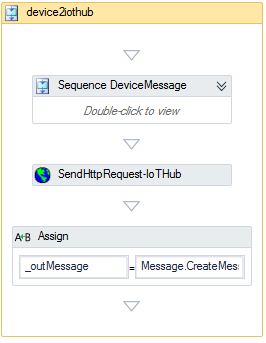 device2iothub
Sequence DeviceMessage
Double-click to view
SendHttpRequest-IoTHub
A+B Assign
_outMessage = Message.CreateMes